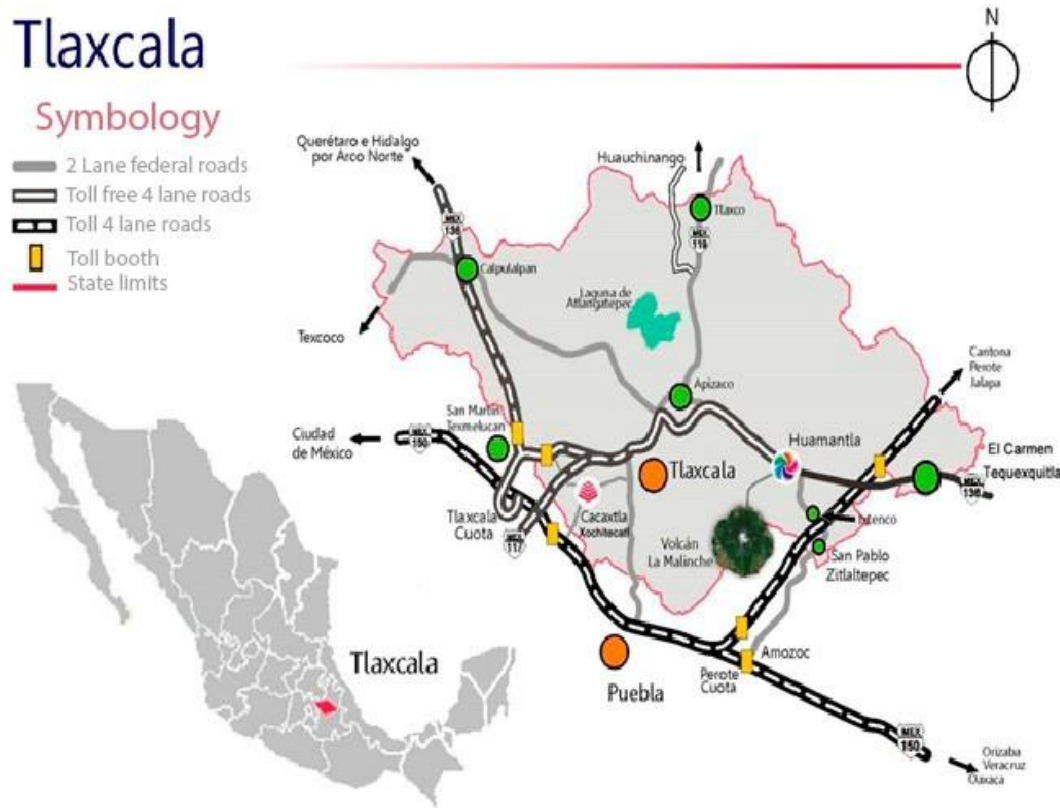 Tlaxcala
N
Symbology
2 Lane federal roads
Toll free 4 lane roads
Toll 4 lane roads
Toll booth
State limits
Querétaro e Hidalgo
por Arco Norte
Huauchinango
MEX
136
Tlaxco
MEX
Calpulalpan
Laguna de
Atlangatepec
Texcoco
Cantona
Perote
Jalapa
Apizaco
San Martín
Texmelucan
Ciudad
de México
MEX
150
Huamantla
El Carmen
Tequexquitla
Tlaxcala
136
Cacaxtla
Xochitecatl
Tlaxcala
Cuota
MEX
117
Ixtenco
Volcán
La Malinche
San Pablo
Zitlaltepec
Tlaxcala
Amozoc
Perote
Cuota
Puebla
MEX
150
Orizaba
Veracruz
Oaxaca